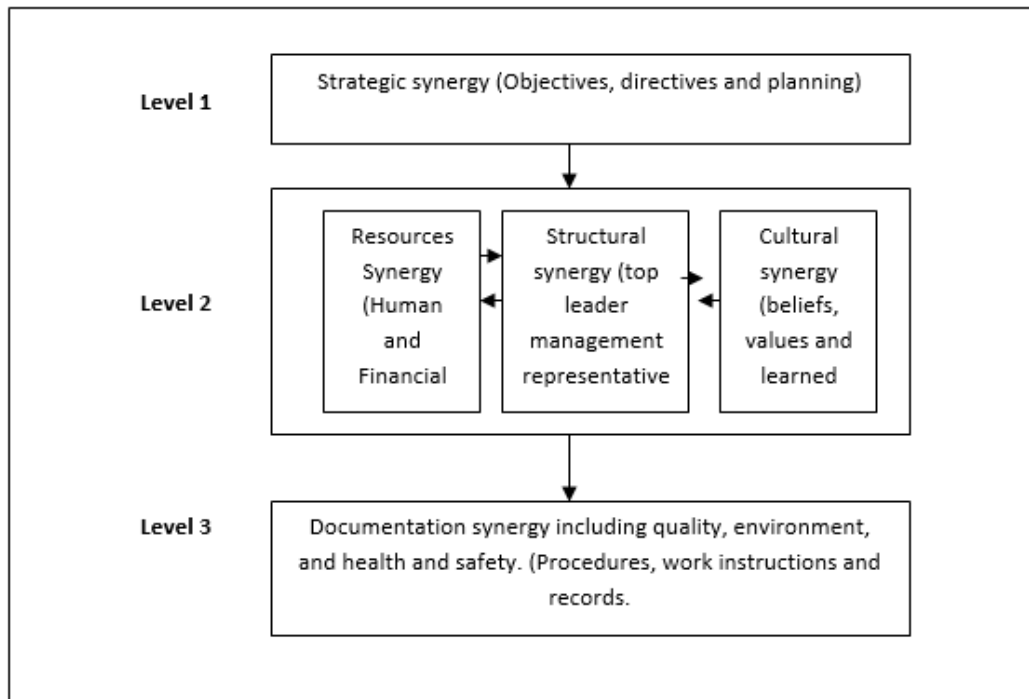 Level 1
Strategic synergy (Objectives, directives and planning)
Level 2
Resources
Synergy
(Human
and
Financial
Structural
synergy (top
leader
management
representative
Cultural
synergy
(beliefs,
values and
learned
Level 3
Documentation synergy including quality, environment,
and health and safety. (Procedures, work instructions and
records.